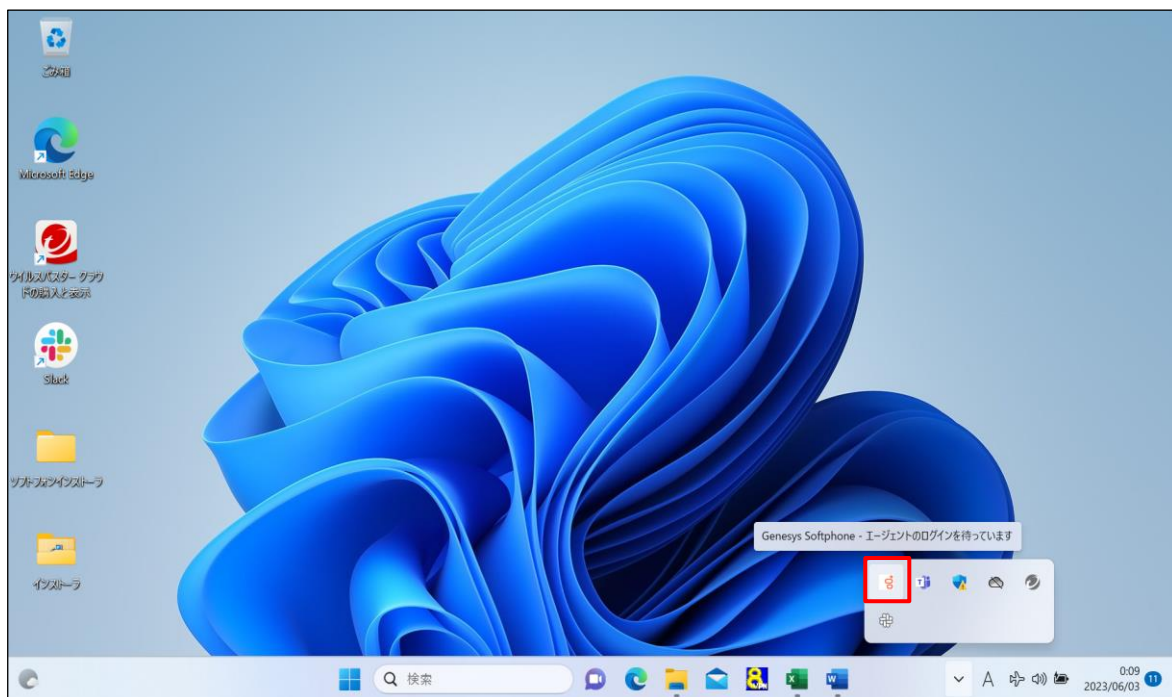 ごみ箱
Microsoft Edge
ウイルスバスター クラウ
ドの購入と表示
Slack
ソフトフォンインストーラ
インストーラ
Genesys Softphone - エージェントのログインを待っています
検索
A
0:09
2023/06/03
11